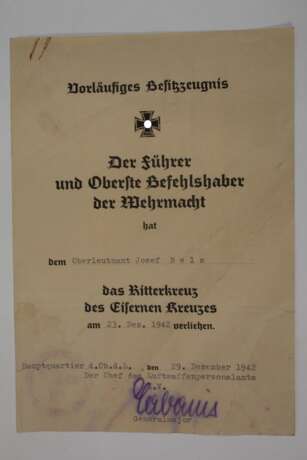 Vorläufiges Besitzzeugnis
Der Führer
und Oberste Befehlshaber
der Wehrmacht
hat
dem Oberleutnant Josef
das Ritterkreuz
des Eisernen Kreuzes
am 23. Dez. 1942 verliehen.
Hauptquartier d.Ob.d.L., den 29. Dezember 1942
Der Chef des Luftwaffenpersonalamts
Generalmajor